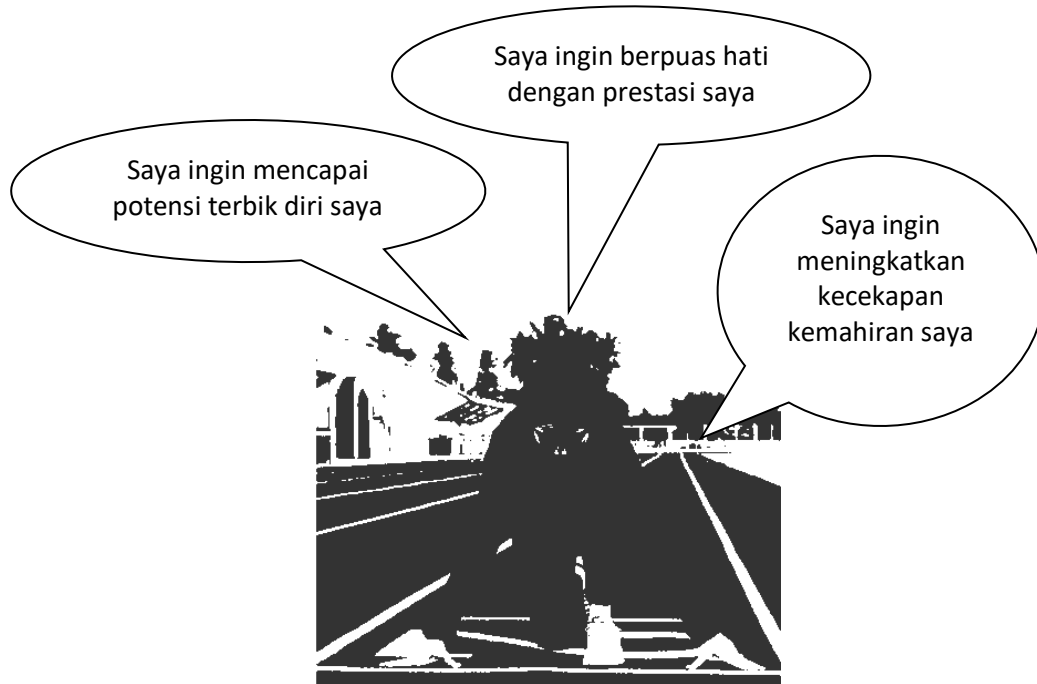 Saya ingin berpuas hati
dengan prestasi saya
Saya ingin mencapai
potensi terbik diri saya
Saya ingin
meningkatkan
kecekapan
kemahiran saya